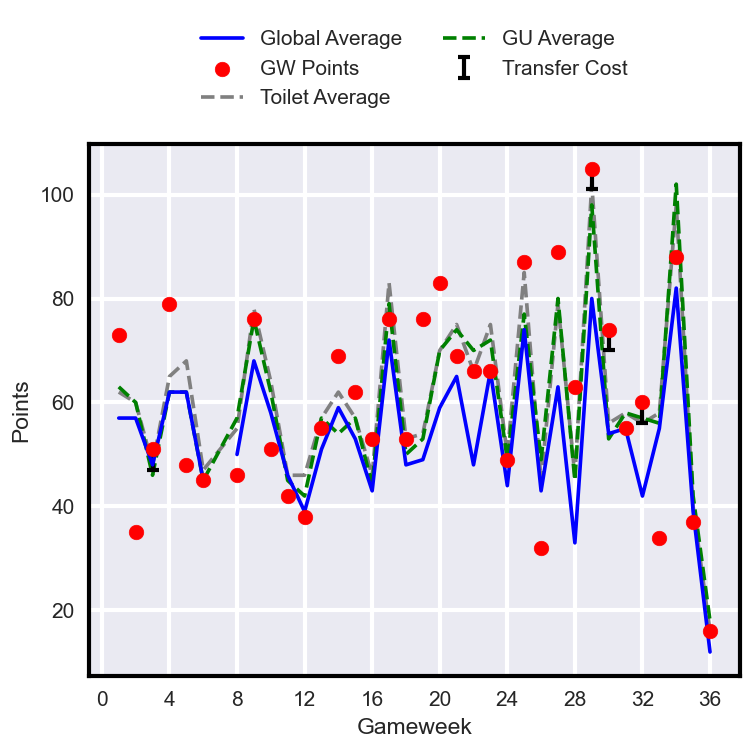 Global Average
GW Points
Toilet Average
GU Average
Transfer Cost
Points
100
80
60
40
20
0 4 8 12 16 20 24 28 32 36
Gameweek